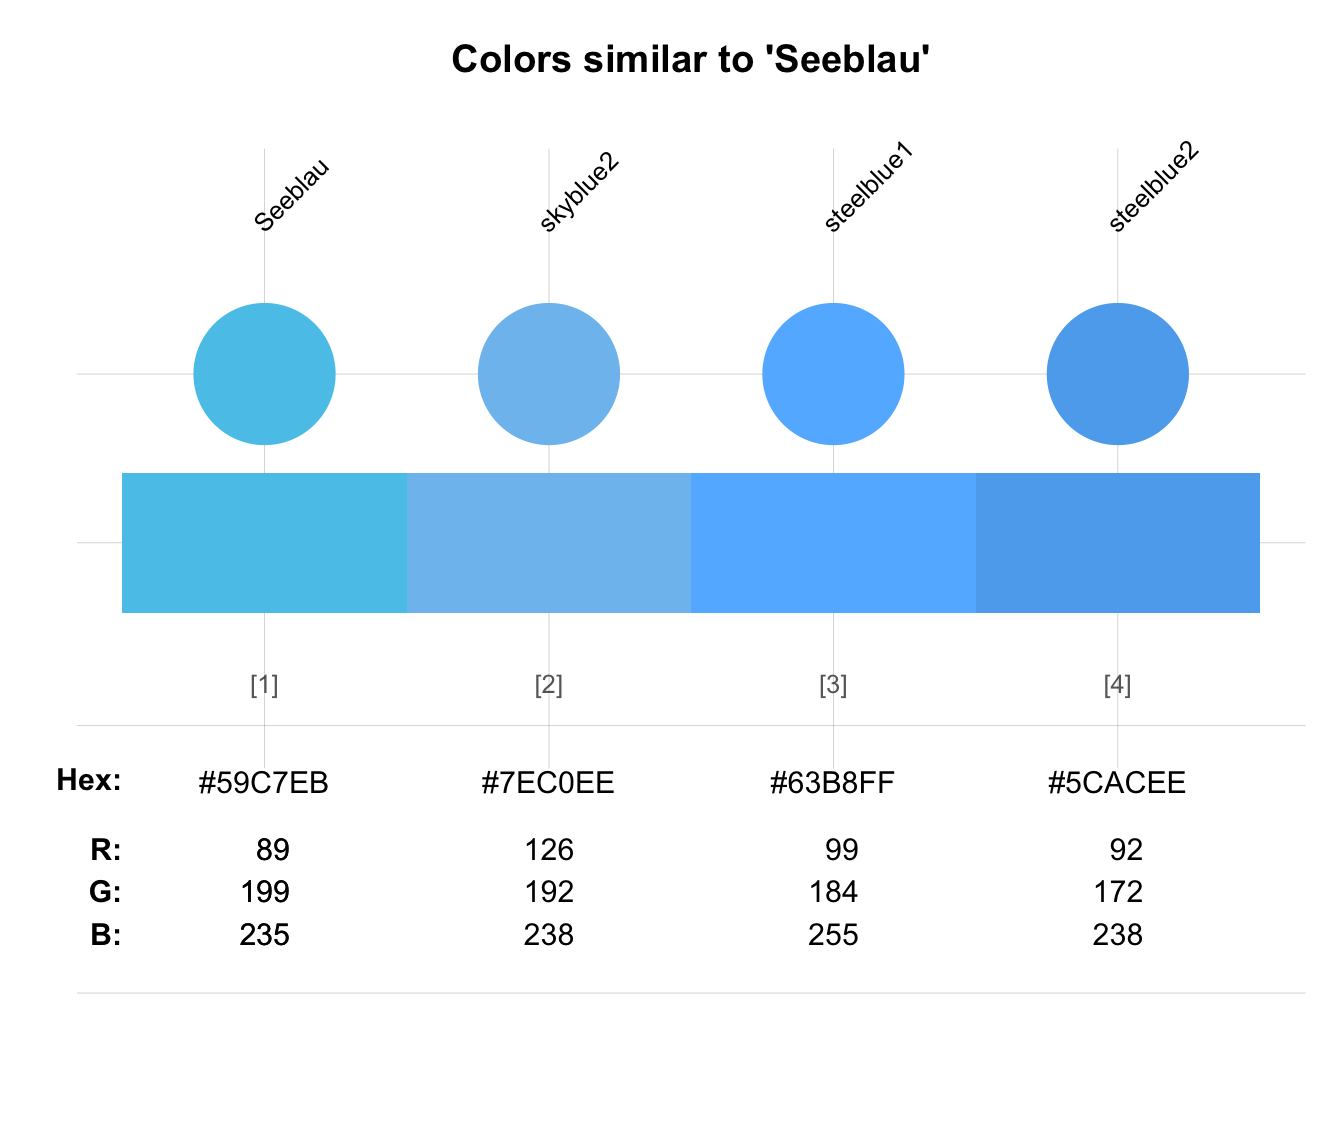 Colors similar to 'Seeblau'
Seeblau skyblue2 steelblue1 steelblue2
[1] [2] [3] [4]
Hex: #59C7EB #7EC0EE #63B8FF #5CACEE
R: 89 126 99 92
G: 199 192 184 172
B: 235 238 255 238